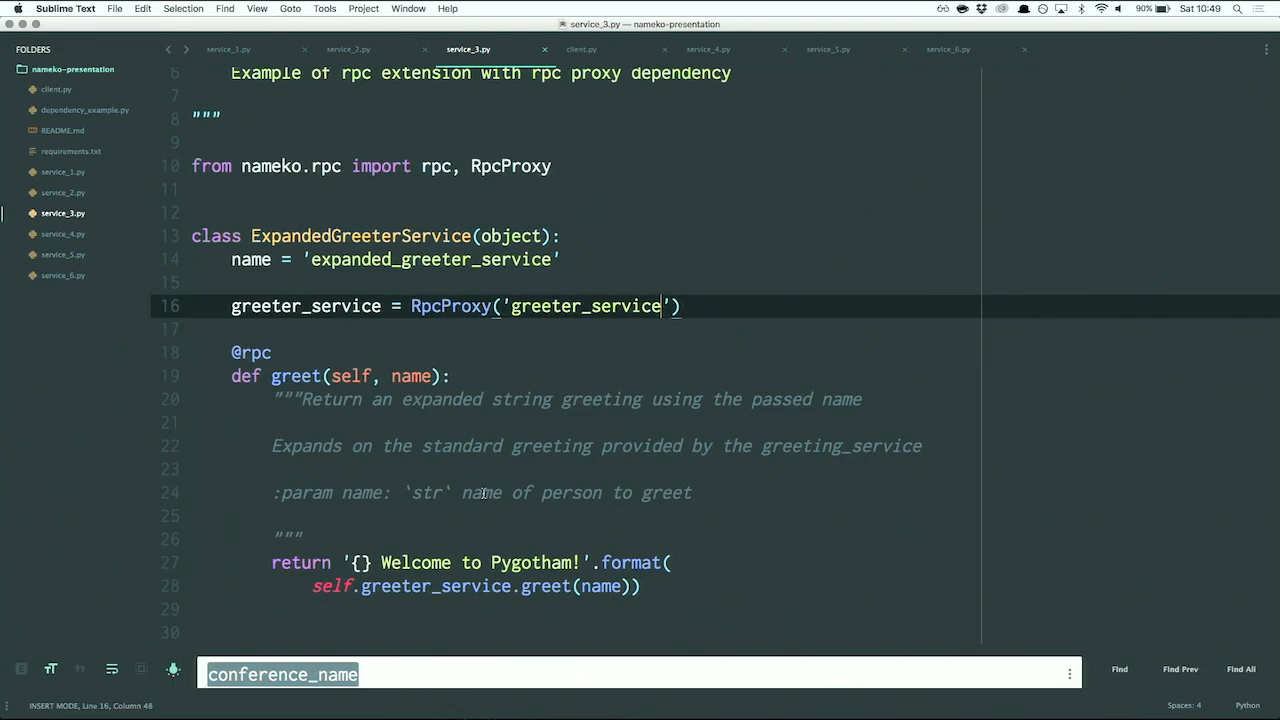 Sublime Text File Edit Selection Find View Goto Tools Project Window Help 90% Sat 10:49
service_3.py — nameko-presentation
FOLDERS
nameko-presentation
client.py
dependency_example.py
README.md
requirements.txt
service_1.py
service_2.py
service_3.py
service_4.py
service_5.py
service_6.py
service_1.py service_2.py service_3.py client.py service_4.py service_5.py service_6.py
6 Example of rpc extension with rpc proxy dependency
7
8 """
9
10 from nameko.rpc import rpc, RpcProxy
11
12
13 class ExpandedGreeterService(object):
14 name = 'expanded_greeter_service'
15
16 greeter_service = RpcProxy('greeter_service')
17
18 @rpc
19 def greet(self, name):
20 """Return an expanded string greeting using the passed name
21
22 Expands on the standard greeting provided by the greeting_service
23
24 :param name: `str` name of person to greet
25
26 """
27 return '{} Welcome to Pygotham!'.format(
28 self.greeter_service.greet(name))
29
30
conference_name Find Find Prev Find All
INSERT MODE, Line 16, Column 48 Spaces: 4 Python